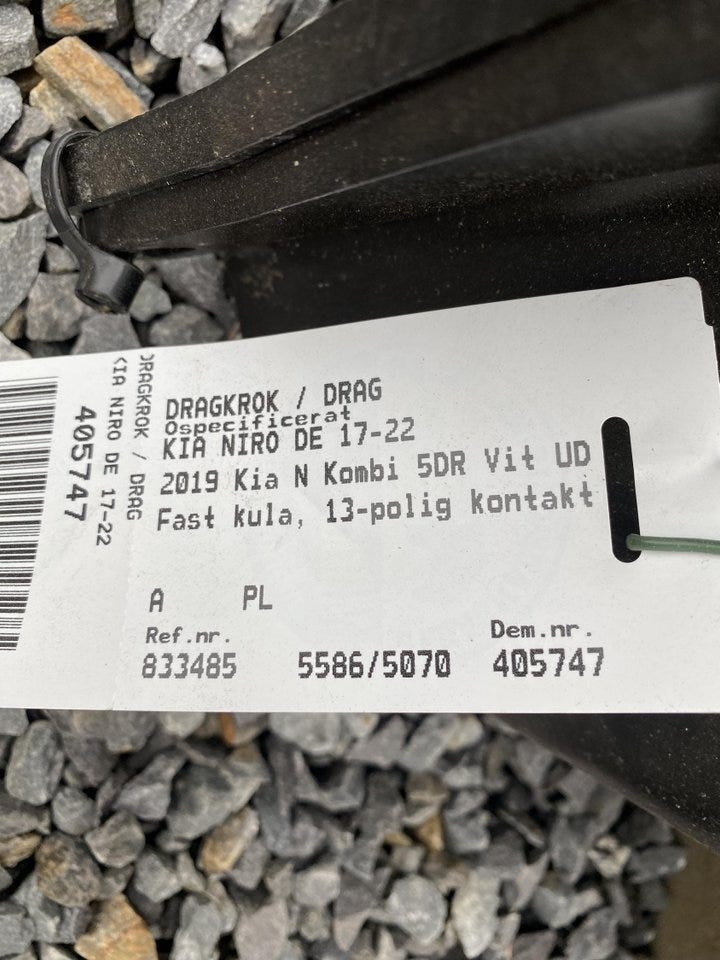 DRAGKROK / DRAG
KIA NIRO DE 17-22
405747
DRAGKROK / DRAG
Ospecificerat
KIA NIRO DE 17-22
2019 Kia N Kombi 5DR Vit UD
Fast kula, 13-polig kontakt
A PL
Ref.nr. Dem.nr.
833485 5586/5070 405747